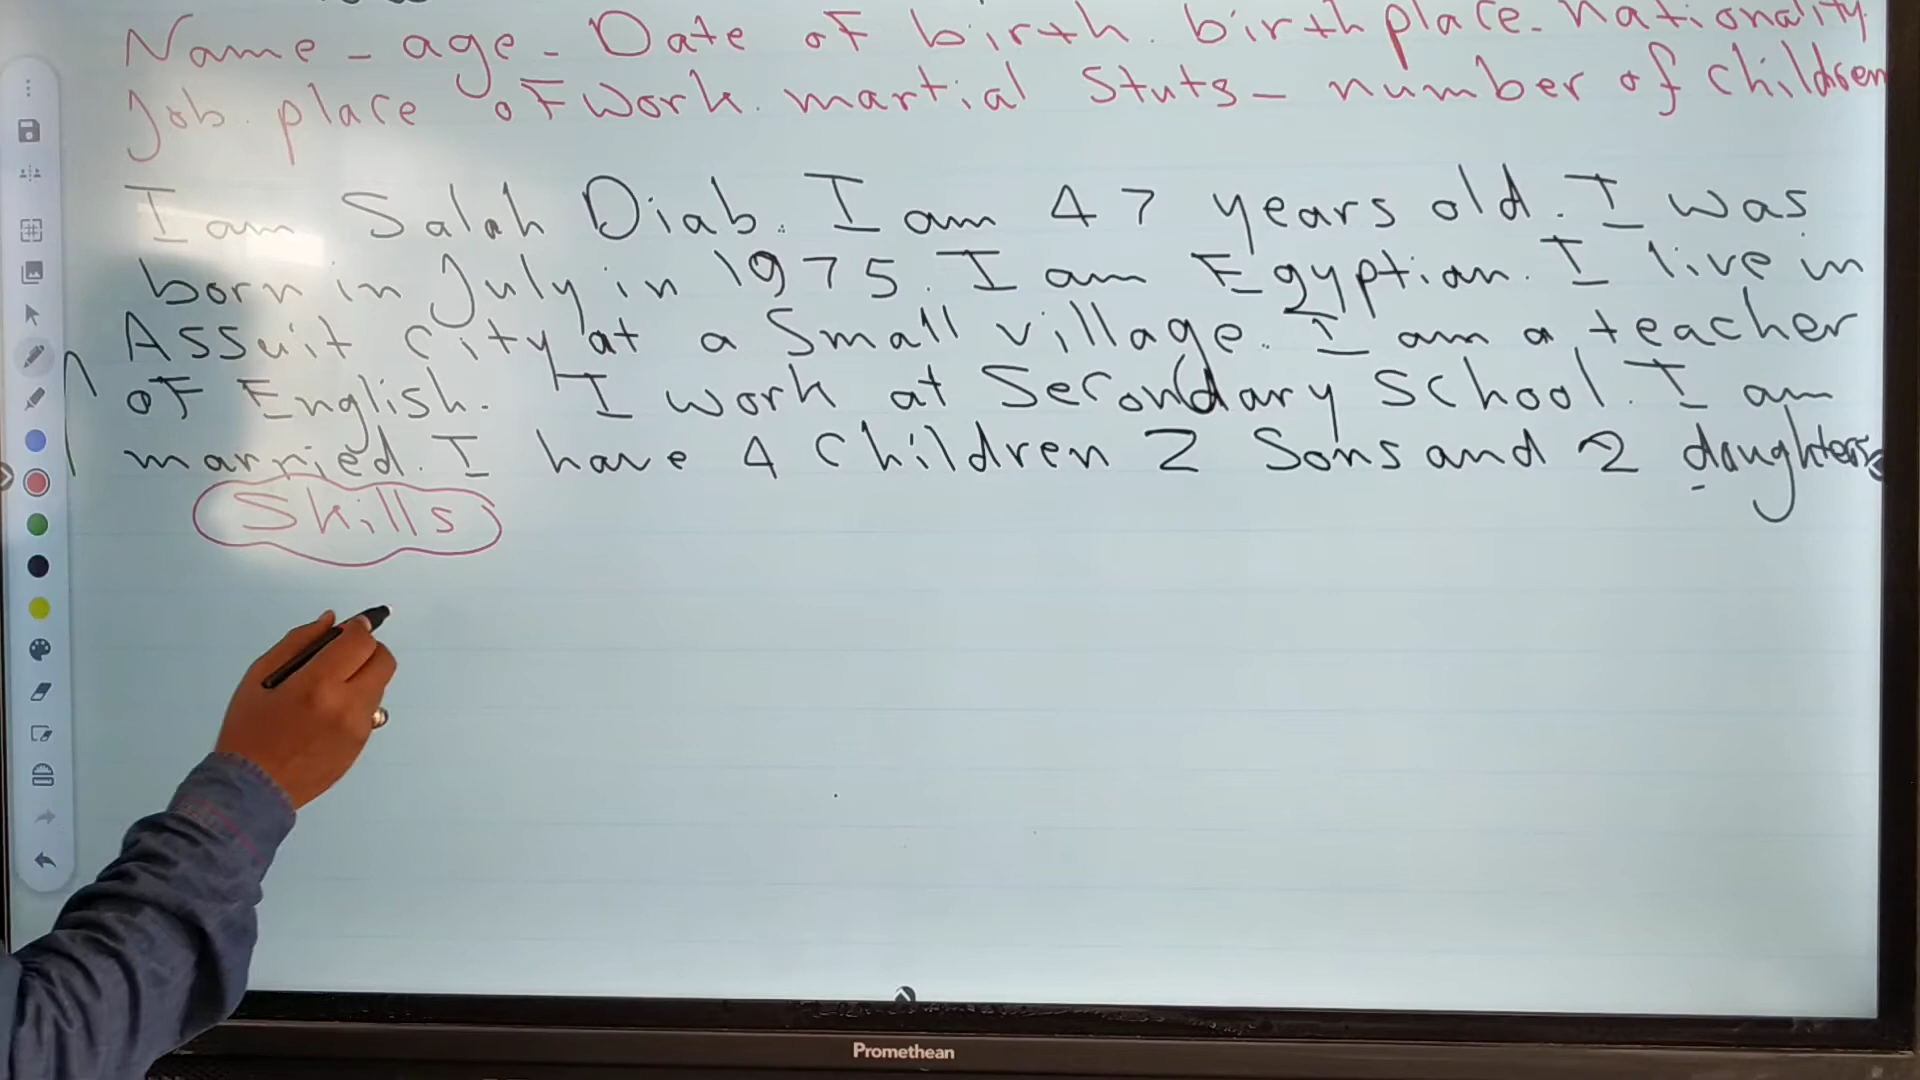 Name - age - Date of birth. birth place - nationality
Job. place of work. martial Stuts - number of children
I am Salah Diab. I am 47 years old. I was
born in July in 1975. I am Egyptian. I live in
Assuit city at a small village. I am a teacher
of English. I work at Secondary School. I am
married. I have 4 children 2 Sons and 2 daughters
Skills
Promethean